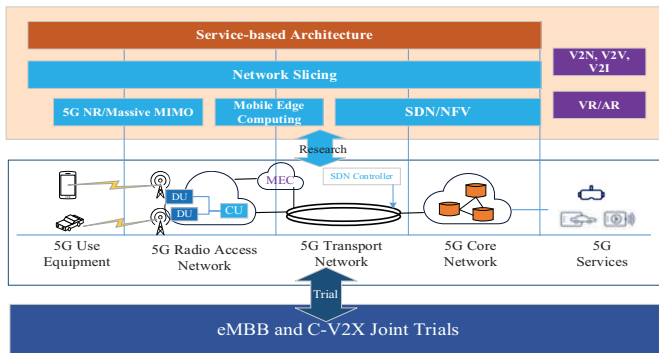 Service-based Architecture
V2N, V2V,
V2I
Network Slicing
5G NR/Massive MIMO
Mobile Edge
Computing
SDN/NFV
VR/AR
Research
MEC
SDN Controller
DU
CU
DU
5G Use
Equipment
5G Radio Access
Network
5G Transport
Network
5G Core
Network
5G
Services
Trial
eMBB and C-V2X Joint Trials